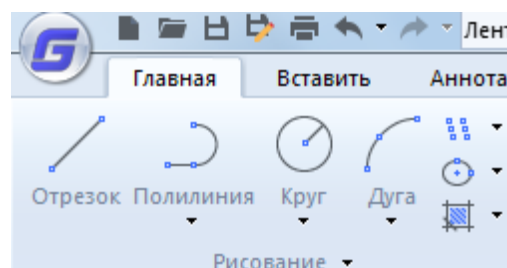 Лент
Главная Вставить Аннота
Отрезок Полилиния Круг Дуга
Рисование